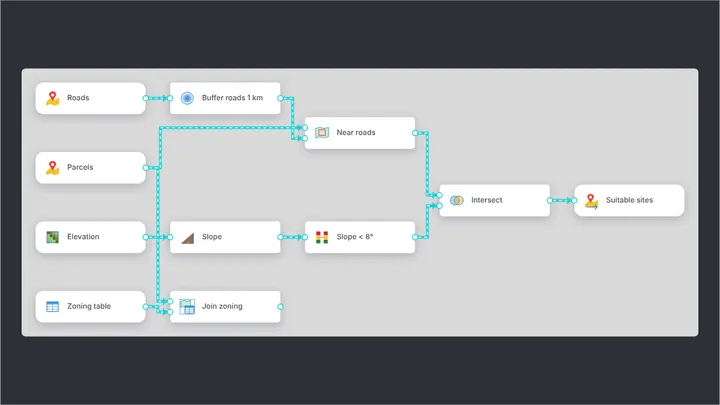 Roads
Buffer roads 1 km
Near roads
Parcels
Intersect
Suitable sites
Elevation
Slope
Slope < 8°
Zoning table
Join zoning